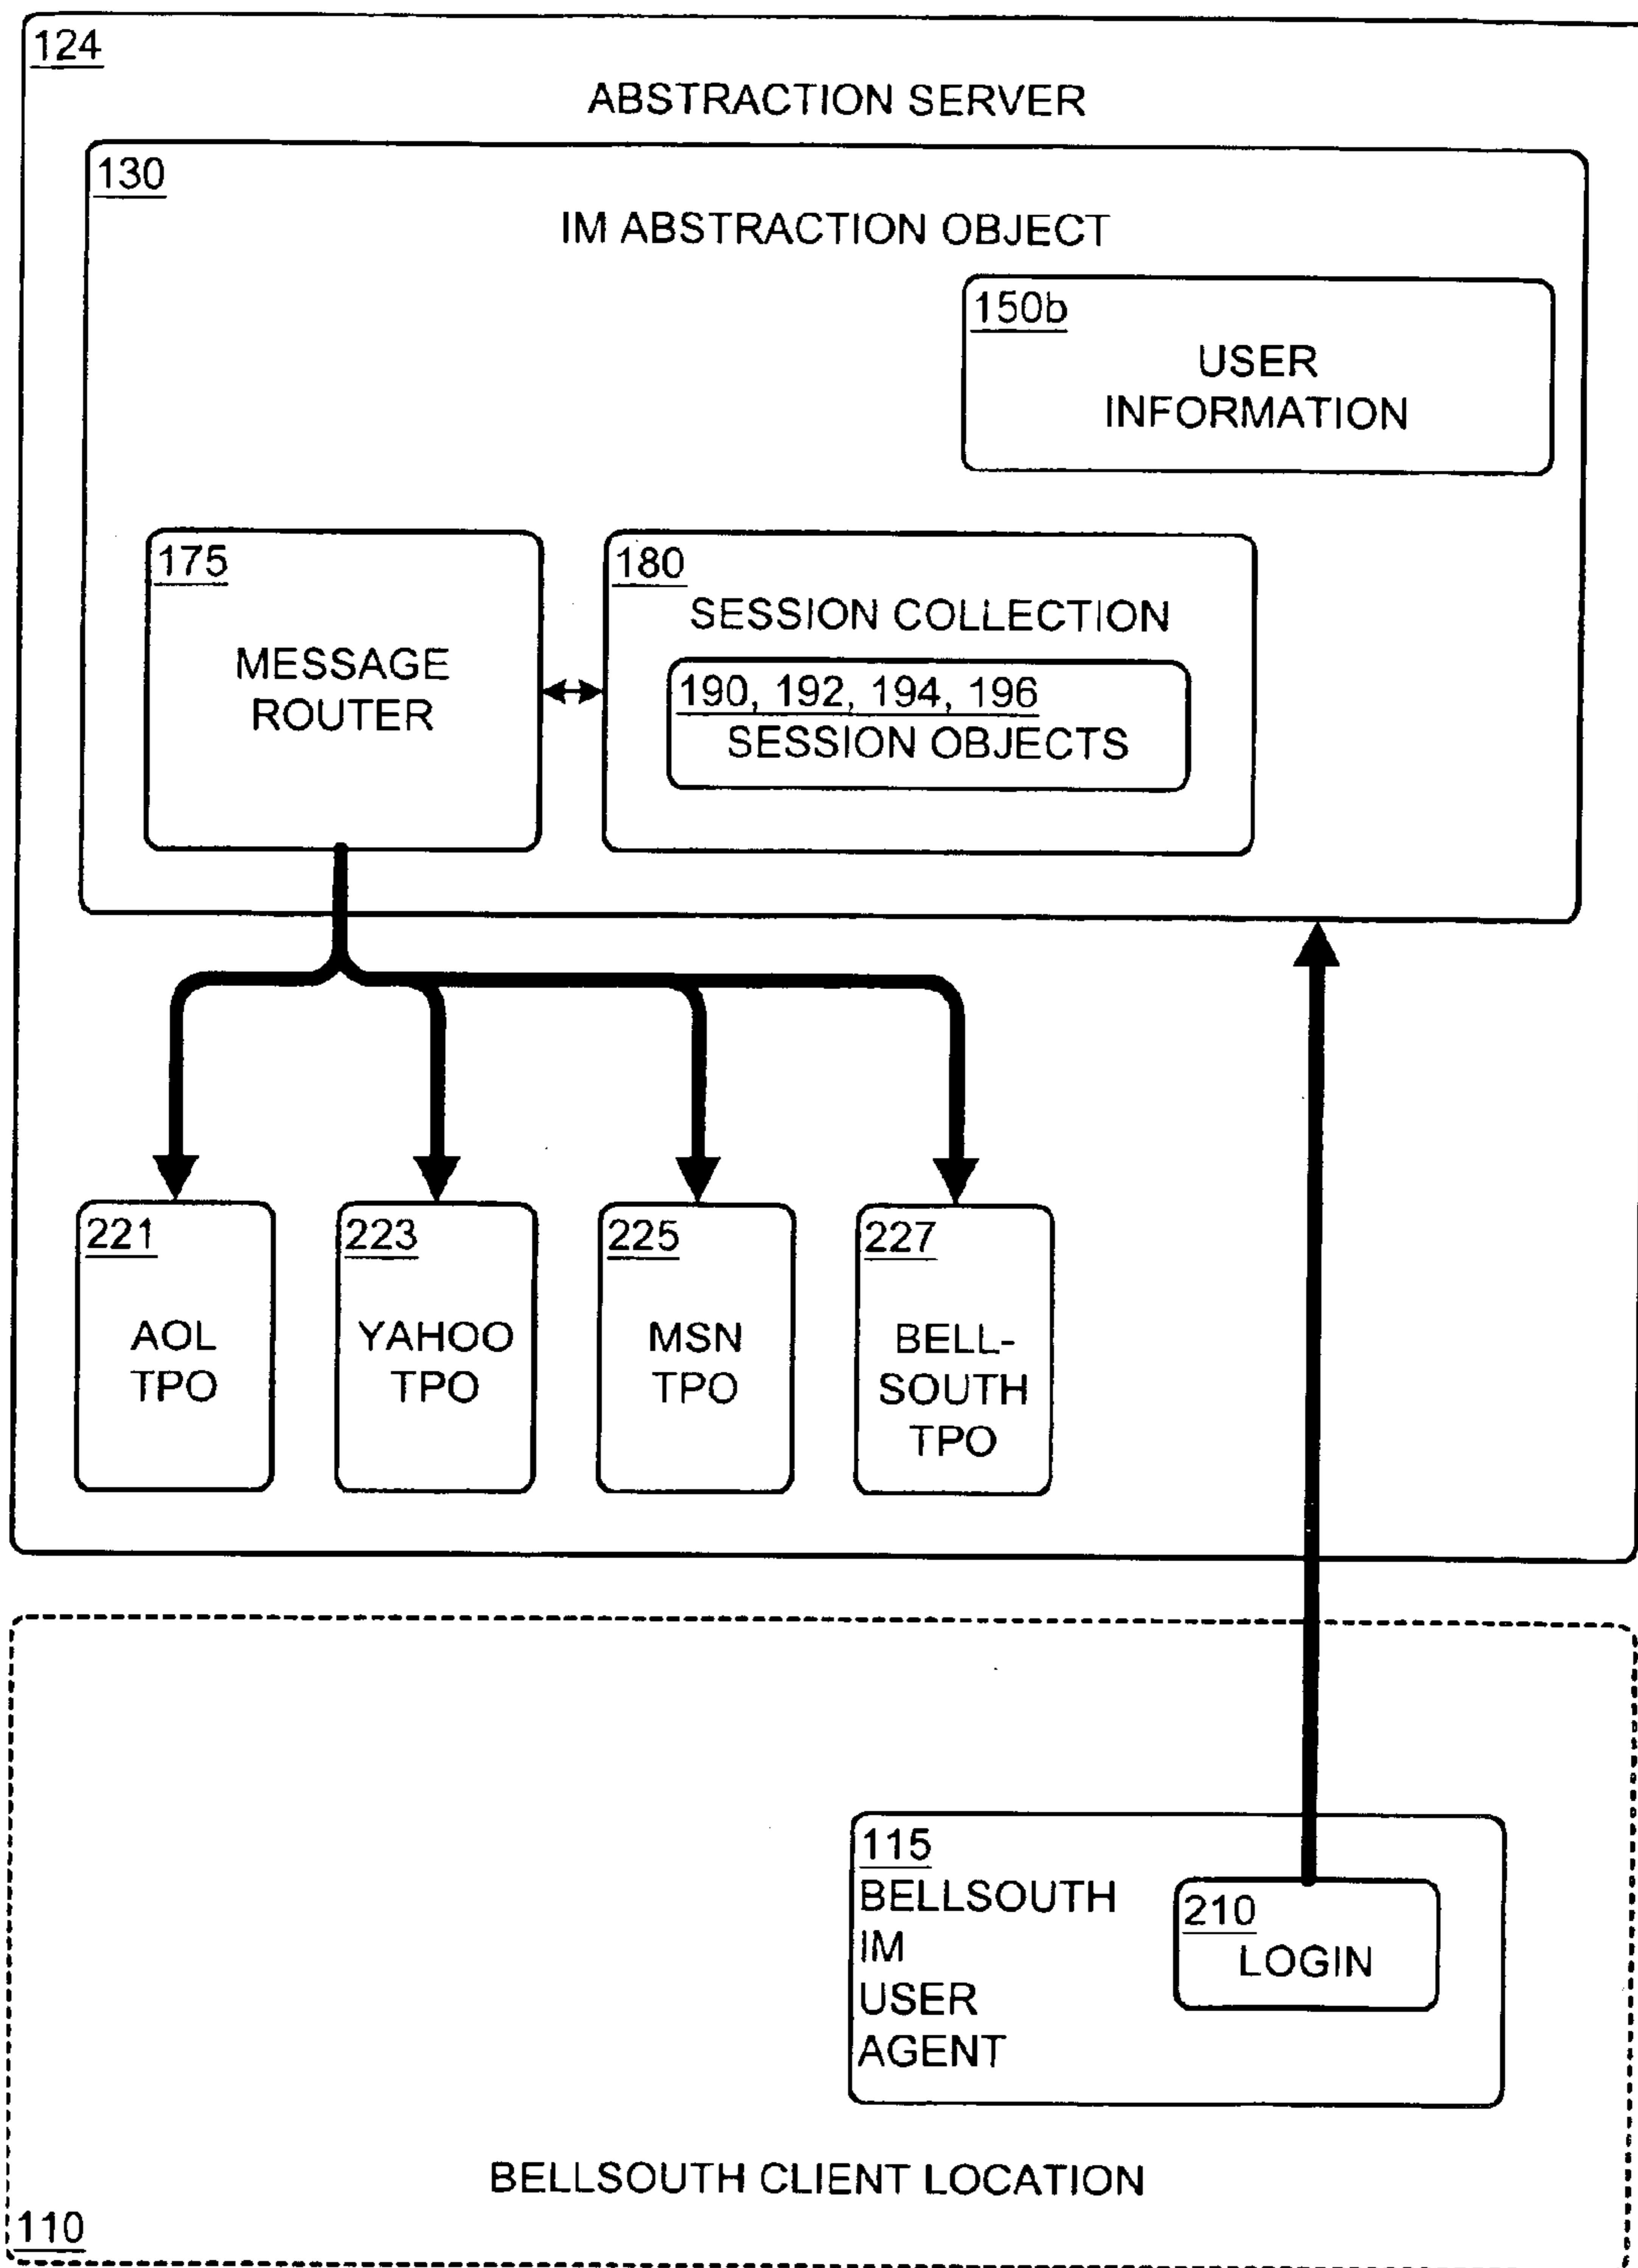 124
ABSTRACTION SERVER
130
IM ABSTRACTION OBJECT
150b
USER
INFORMATION
175
MESSAGE
ROUTER
180
SESSION COLLECTION
190, 192, 194, 196
SESSION OBJECTS
221
AOL
TPO
223
YAHOO
TPO
225
MSN
TPO
227
BELL-
SOUTH
TPO
115
BELLSOUTH
IM
USER
AGENT
210
LOGIN
BELLSOUTH CLIENT LOCATION
110